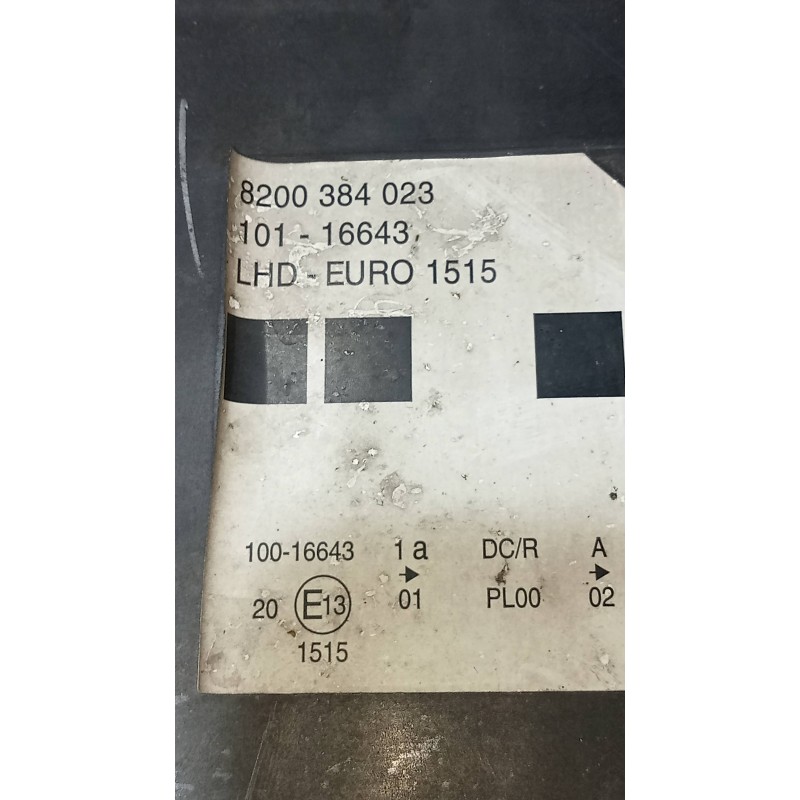 8200 384 023
101 - 16643
LHD - EURO 1515
100-16643 1 a DC/R A
→ →
20 E13 01 PL00 02
1515